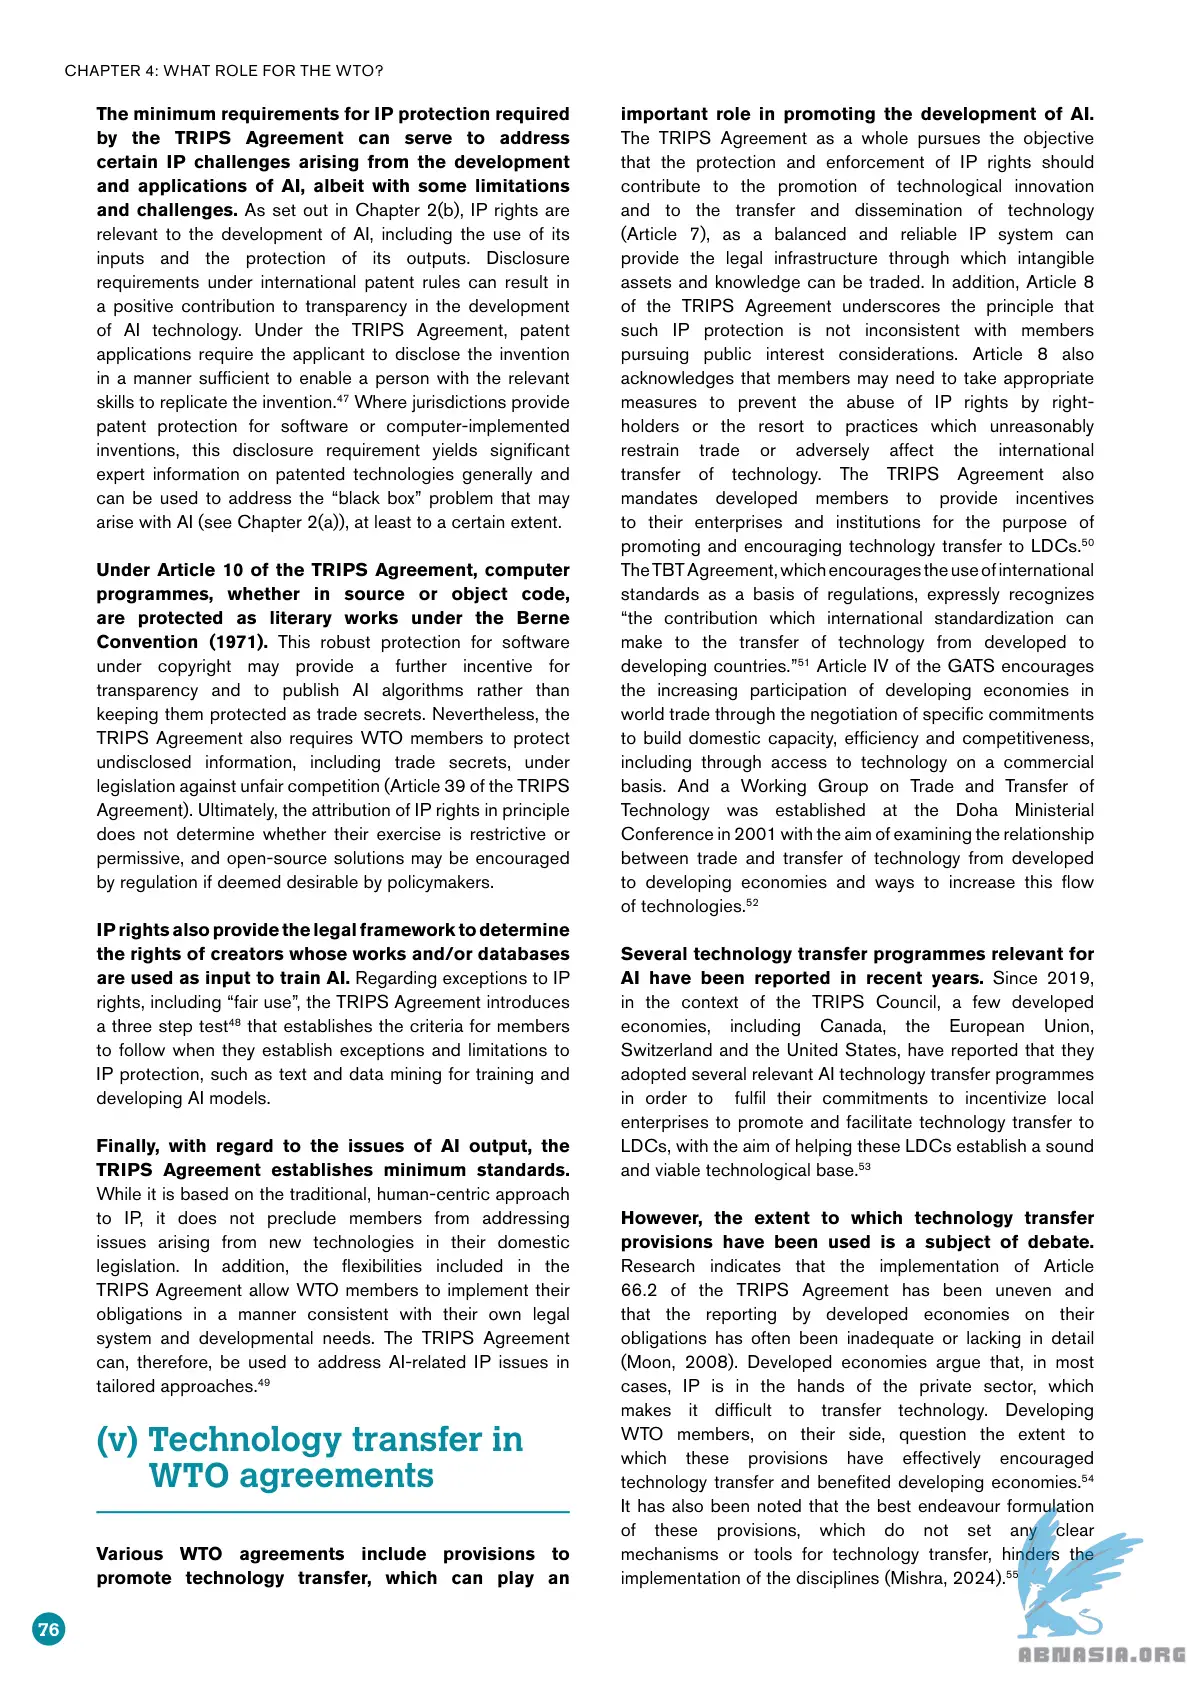 CHAPTER 4: WHAT ROLE FOR THE WTO?
The minimum requirements for IP protection required
by the TRIPS Agreement can serve to address
certain IP challenges arising from the development
and applications of AI, albeit with some limitations
and challenges. As set out in Chapter 2(b), IP rights are
relevant to the development of AI, including the use of its
inputs and the protection of its outputs. Disclosure
requirements under international patent rules can result in
a positive contribution to transparency in the development
of AI technology. Under the TRIPS Agreement, patent
applications require the applicant to disclose the invention
in a manner sufficient to enable a person with the relevant
skills to replicate the invention.47 Where jurisdictions provide
patent protection for software or computer-implemented
inventions, this disclosure requirement yields significant
expert information on patented technologies generally and
can be used to address the “black box” problem that may
arise with AI (see Chapter 2(a)), at least to a certain extent.
Under Article 10 of the TRIPS Agreement, computer
programmes, whether in source or object code,
are protected as literary works under the Berne
Convention (1971). This robust protection for software
under copyright may provide a further incentive for
transparency and to publish AI algorithms rather than
keeping them protected as trade secrets. Nevertheless, the
TRIPS Agreement also requires WTO members to protect
undisclosed information, including trade secrets, under
legislation against unfair competition (Article 39 of the TRIPS
Agreement). Ultimately, the attribution of IP rights in principle
does not determine whether their exercise is restrictive or
permissive, and open-source solutions may be encouraged
by regulation if deemed desirable by policymakers.
IP rights also provide the legal framework to determine
the rights of creators whose works and/or databases
are used as input to train AI. Regarding exceptions to IP
rights, including “fair use”, the TRIPS Agreement introduces
a three step test48 that establishes the criteria for members
to follow when they establish exceptions and limitations to
IP protection, such as text and data mining for training and
developing AI models.
Finally, with regard to the issues of AI output, the
TRIPS Agreement establishes minimum standards.
While it is based on the traditional, human-centric approach
to IP, it does not preclude members from addressing
issues arising from new technologies in their domestic
legislation. In addition, the flexibilities included in the
TRIPS Agreement allow WTO members to implement their
obligations in a manner consistent with their own legal
system and developmental needs. The TRIPS Agreement
can, therefore, be used to address AI-related IP issues in
tailored approaches.49
(v) Technology transfer in
WTO agreements
Various WTO agreements include provisions to
promote technology transfer, which can play an
important role in promoting the development of AI.
The TRIPS Agreement as a whole pursues the objective
that the protection and enforcement of IP rights should
contribute to the promotion of technological innovation
and to the transfer and dissemination of technology
(Article 7), as a balanced and reliable IP system can
provide the legal infrastructure through which intangible
assets and knowledge can be traded. In addition, Article 8
of the TRIPS Agreement underscores the principle that
such IP protection is not inconsistent with members
pursuing public interest considerations. Article 8 also
acknowledges that members may need to take appropriate
measures to prevent the abuse of IP rights by right-
holders or the resort to practices which unreasonably
restrain trade or adversely affect the international
transfer of technology. The TRIPS Agreement also
mandates developed members to provide incentives
to their enterprises and institutions for the purpose of
promoting and encouraging technology transfer to LDCs.50
The TBT Agreement, which encourages the use of international
standards as a basis of regulations, expressly recognizes
“the contribution which international standardization can
make to the transfer of technology from developed to
developing countries.”51 Article IV of the GATS encourages
the increasing participation of developing economies in
world trade through the negotiation of specific commitments
to build domestic capacity, efficiency and competitiveness,
including through access to technology on a commercial
basis. And a Working Group on Trade and Transfer of
Technology was established at the Doha Ministerial
Conference in 2001 with the aim of examining the relationship
between trade and transfer of technology from developed
to developing economies and ways to increase this flow
of technologies.52
Several technology transfer programmes relevant for
AI have been reported in recent years. Since 2019,
in the context of the TRIPS Council, a few developed
economies, including Canada, the European Union,
Switzerland and the United States, have reported that they
adopted several relevant AI technology transfer programmes
in order to fulfil their commitments to incentivize local
enterprises to promote and facilitate technology transfer to
LDCs, with the aim of helping these LDCs establish a sound
and viable technological base.53
However, the extent to which technology transfer
provisions have been used is a subject of debate.
Research indicates that the implementation of Article
66.2 of the TRIPS Agreement has been uneven and
that the reporting by developed economies on their
obligations has often been inadequate or lacking in detail
(Moon, 2008). Developed economies argue that, in most
cases, IP is in the hands of the private sector, which
makes it difficult to transfer technology. Developing
WTO members, on their side, question the extent to
which these provisions have effectively encouraged
technology transfer and benefited developing economies.54
It has also been noted that the best endeavour formulation
of these provisions, which do not set any clear
mechanisms or tools for technology transfer, hinders the
implementation of the disciplines (Mishra, 2024).55
76
ABNASIA.ORG